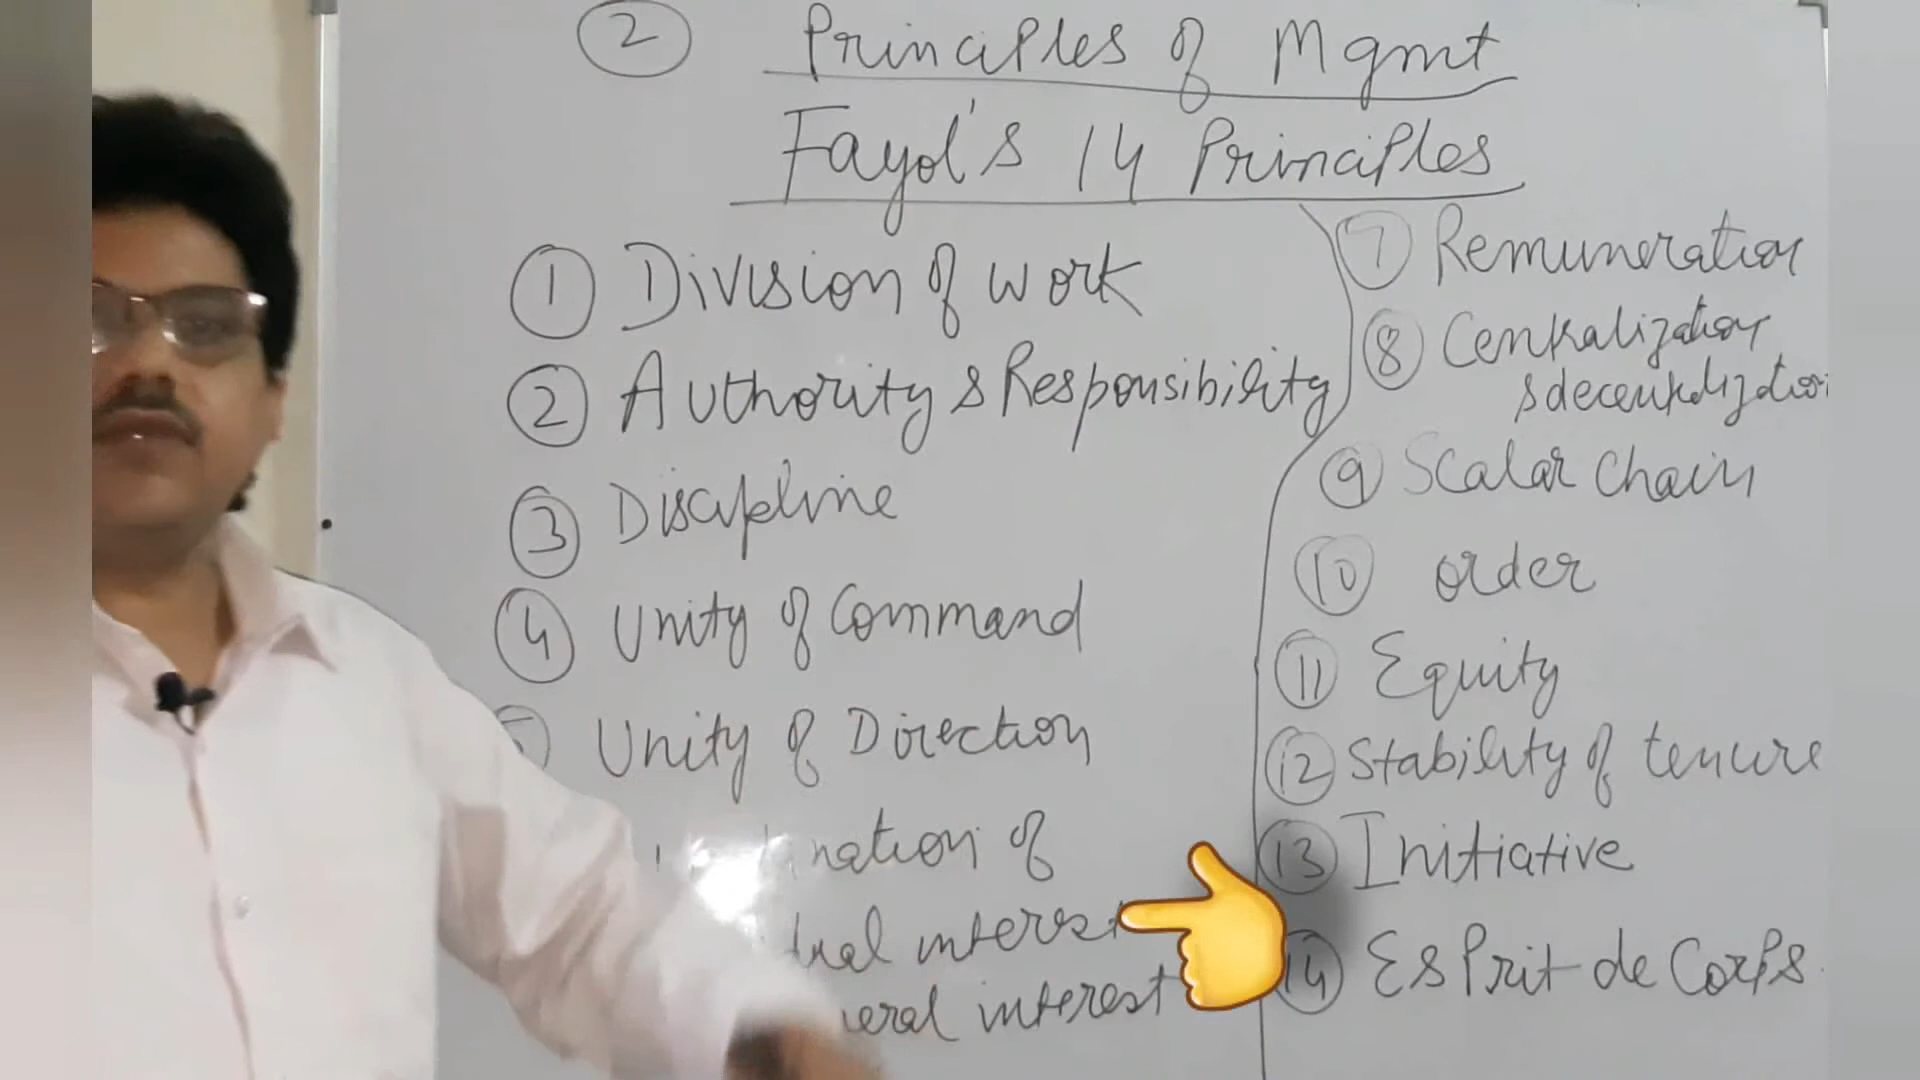 ② Principles of Mgmt
Fayol's 14 Principles
① Division of work
② Authority & Responsibility
③ Discipline
④ Unity of Command
Unity of Direction
of
interest
interest
⑦ Remuneration
⑧ Centralization
& decentralization
⑨ Scalar Chain
⑩ order
⑪ Equity
⑫ Stability of tenure
⑬ Initiative
⑭ Esprit de Corps